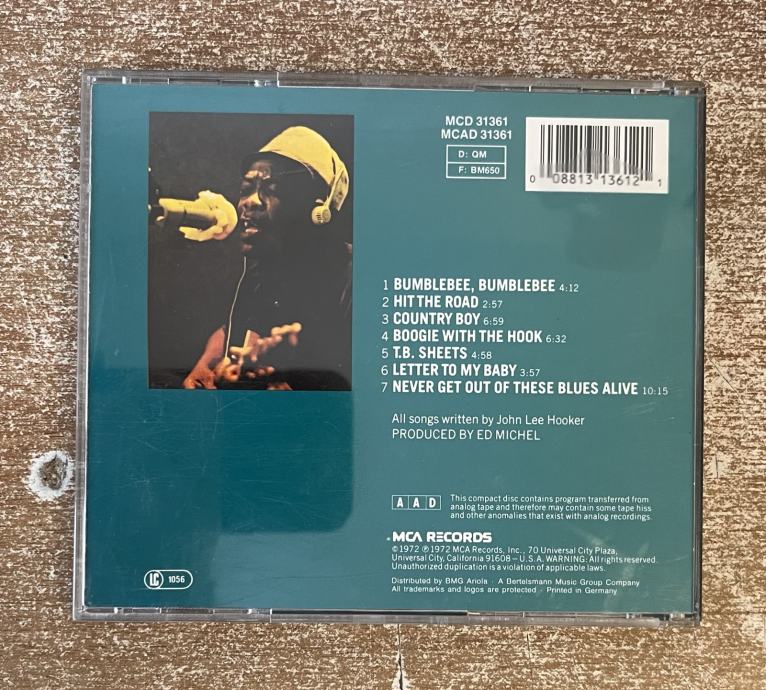 MCD 31361
MCAD 31361
D: QM
F: BM650
0 08813 13612 1
1 BUMBLEBEE, BUMBLEBEE 4:12
2 HIT THE ROAD 2:57
3 COUNTRY BOY 6:59
4 BOOGIE WITH THE HOOK 6:32
5 T.B. SHEETS 4:58
6 LETTER TO MY BABY 3:57
7 NEVER GET OUT OF THESE BLUES ALIVE 10:15
All songs written by John Lee Hooker
PRODUCED BY ED MICHEL
A A D
This compact disc contains program transferred from
analog tape and therefore may contain some tape hiss
and other anomalies that exist with analog recordings.
MCA RECORDS
© 1972 ℗ 1972 MCA Records, Inc., 70 Universal City Plaza,
Universal City, California 91608 – U.S.A. WARNING: All rights reserved.
Unauthorized duplication is a violation of applicable laws.
Distributed by BMG Ariola · A Bertelsmann Music Group Company
All trademarks and logos are protected · Printed in Germany
LC 1056